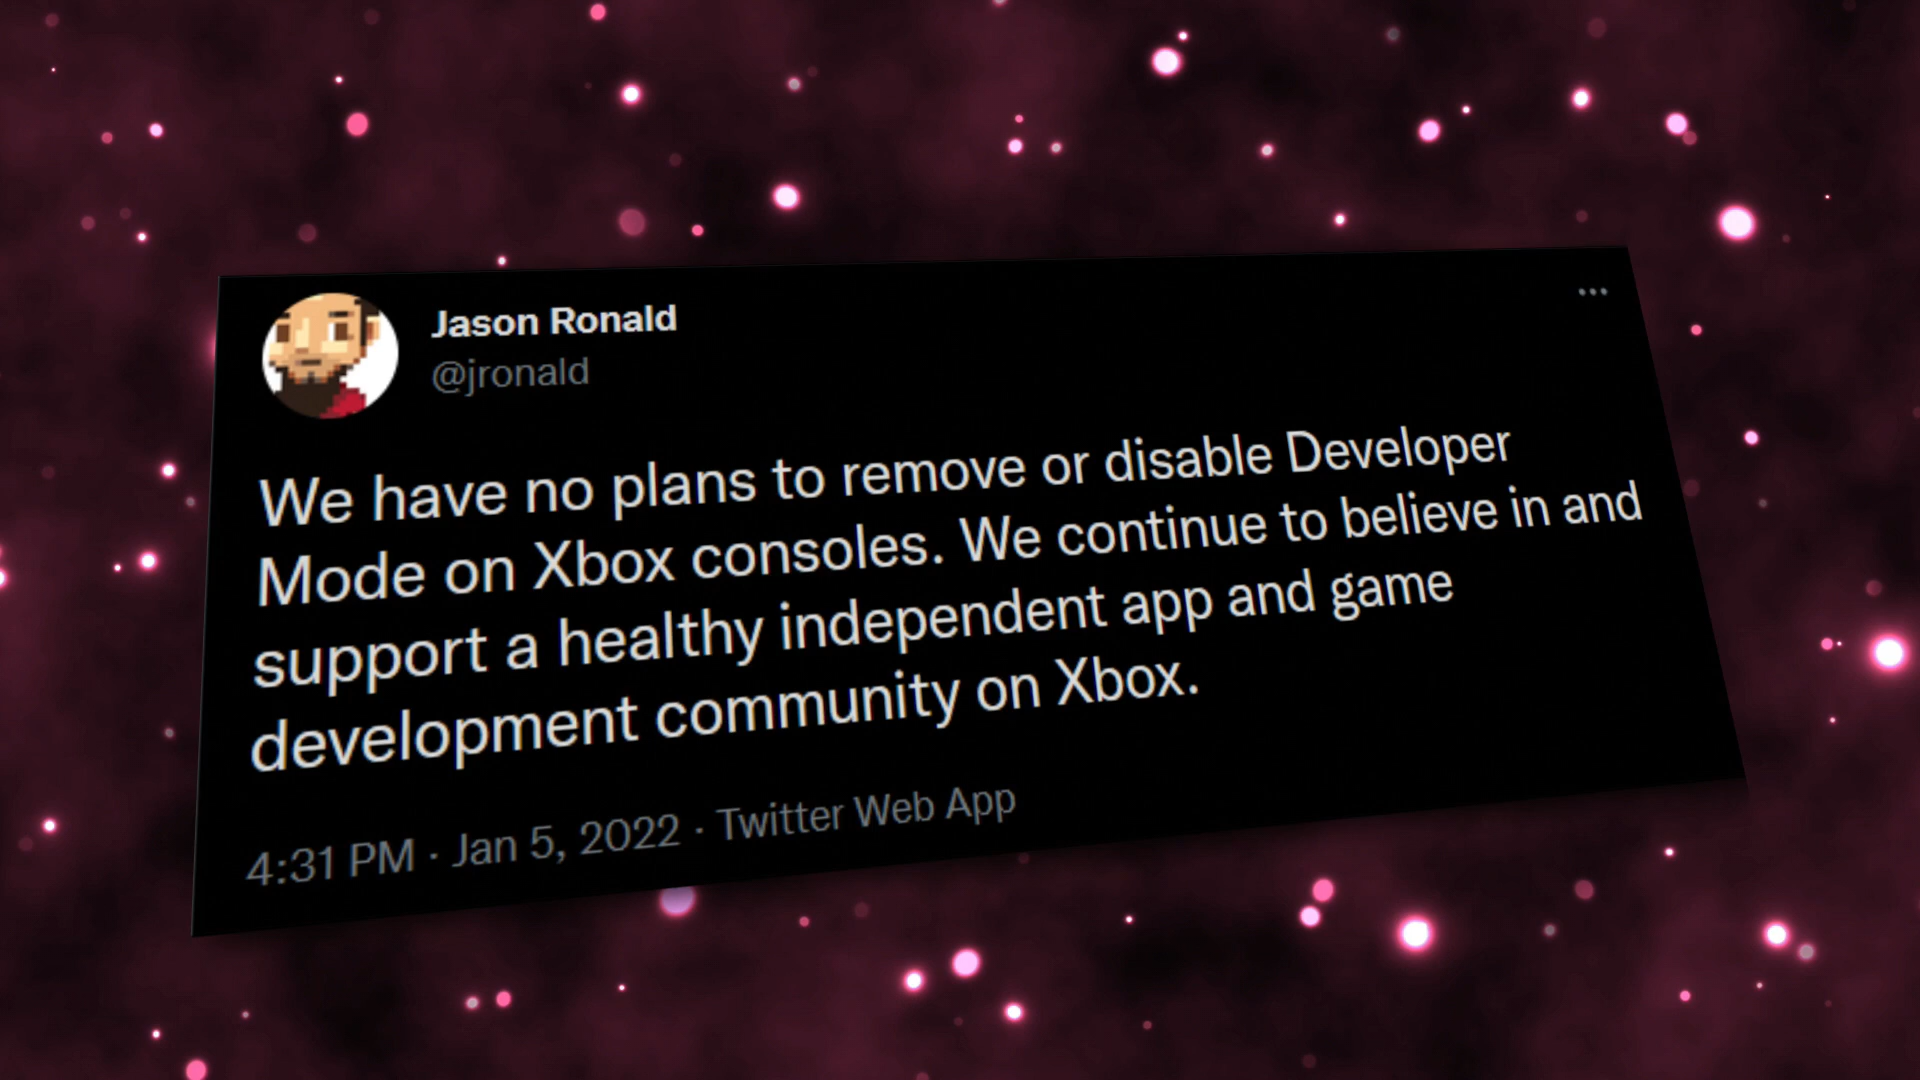 Jason Ronald
@jronald
We have no plans to remove or disable Developer
Mode on Xbox consoles. We continue to believe in and
support a healthy independent app and game
development community on Xbox.
4:31 PM · Jan 5, 2022 · Twitter Web App